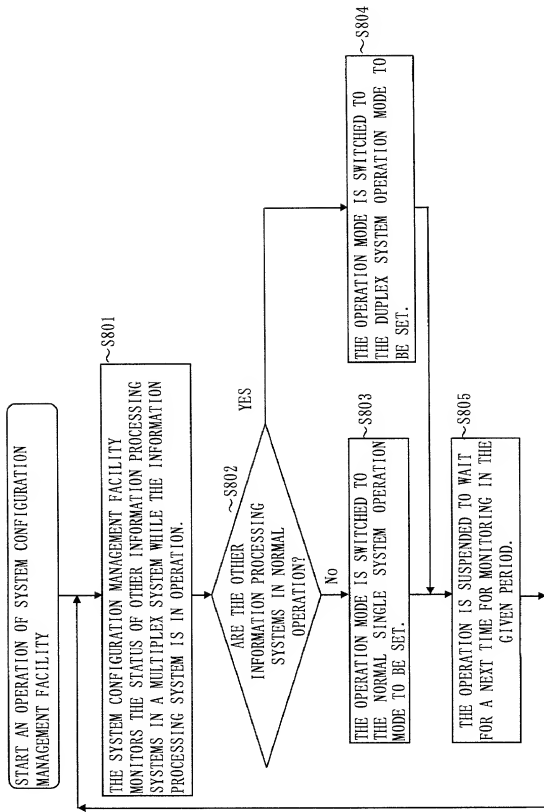 START AN OPERATION OF SYSTEM CONFIGURATION
MANAGEMENT FACILITY
~S801
THE SYSTEM CONFIGURATION MANAGEMENT FACILITY
MONITORS THE STATUS OF OTHER INFORMATION PROCESSING
SYSTEMS IN A MULTIPLEX SYSTEM WHILE THE INFORMATION
PROCESSING SYSTEM IS IN OPERATION.
~S802
ARE THE OTHER
INFORMATION PROCESSING
SYSTEMS IN NORMAL
OPERATION?
YES
No
~S803
THE OPERATION MODE IS SWITCHED TO
THE NORMAL SINGLE SYSTEM OPERATION
MODE TO BE SET.
~S804
THE OPERATION MODE IS SWITCHED TO
THE DUPLEX SYSTEM OPERATION MODE TO
BE SET.
~S805
THE OPERATION IS SUSPENDED TO WAIT
FOR A NEXT TIME FOR MONITORING IN THE
GIVEN PERIOD.